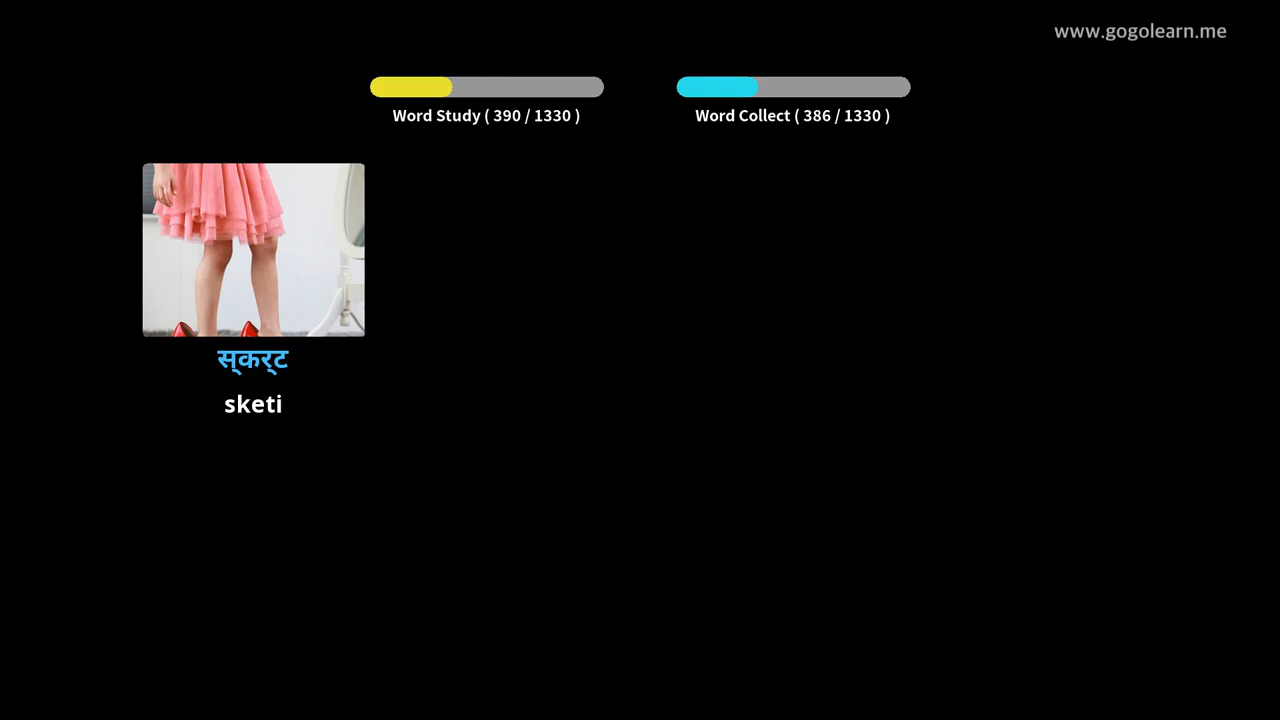 www.gogolearn.me
Word Study ( 390 / 1330 )
Word Collect ( 386 / 1330 )
स्कर्ट
sketi